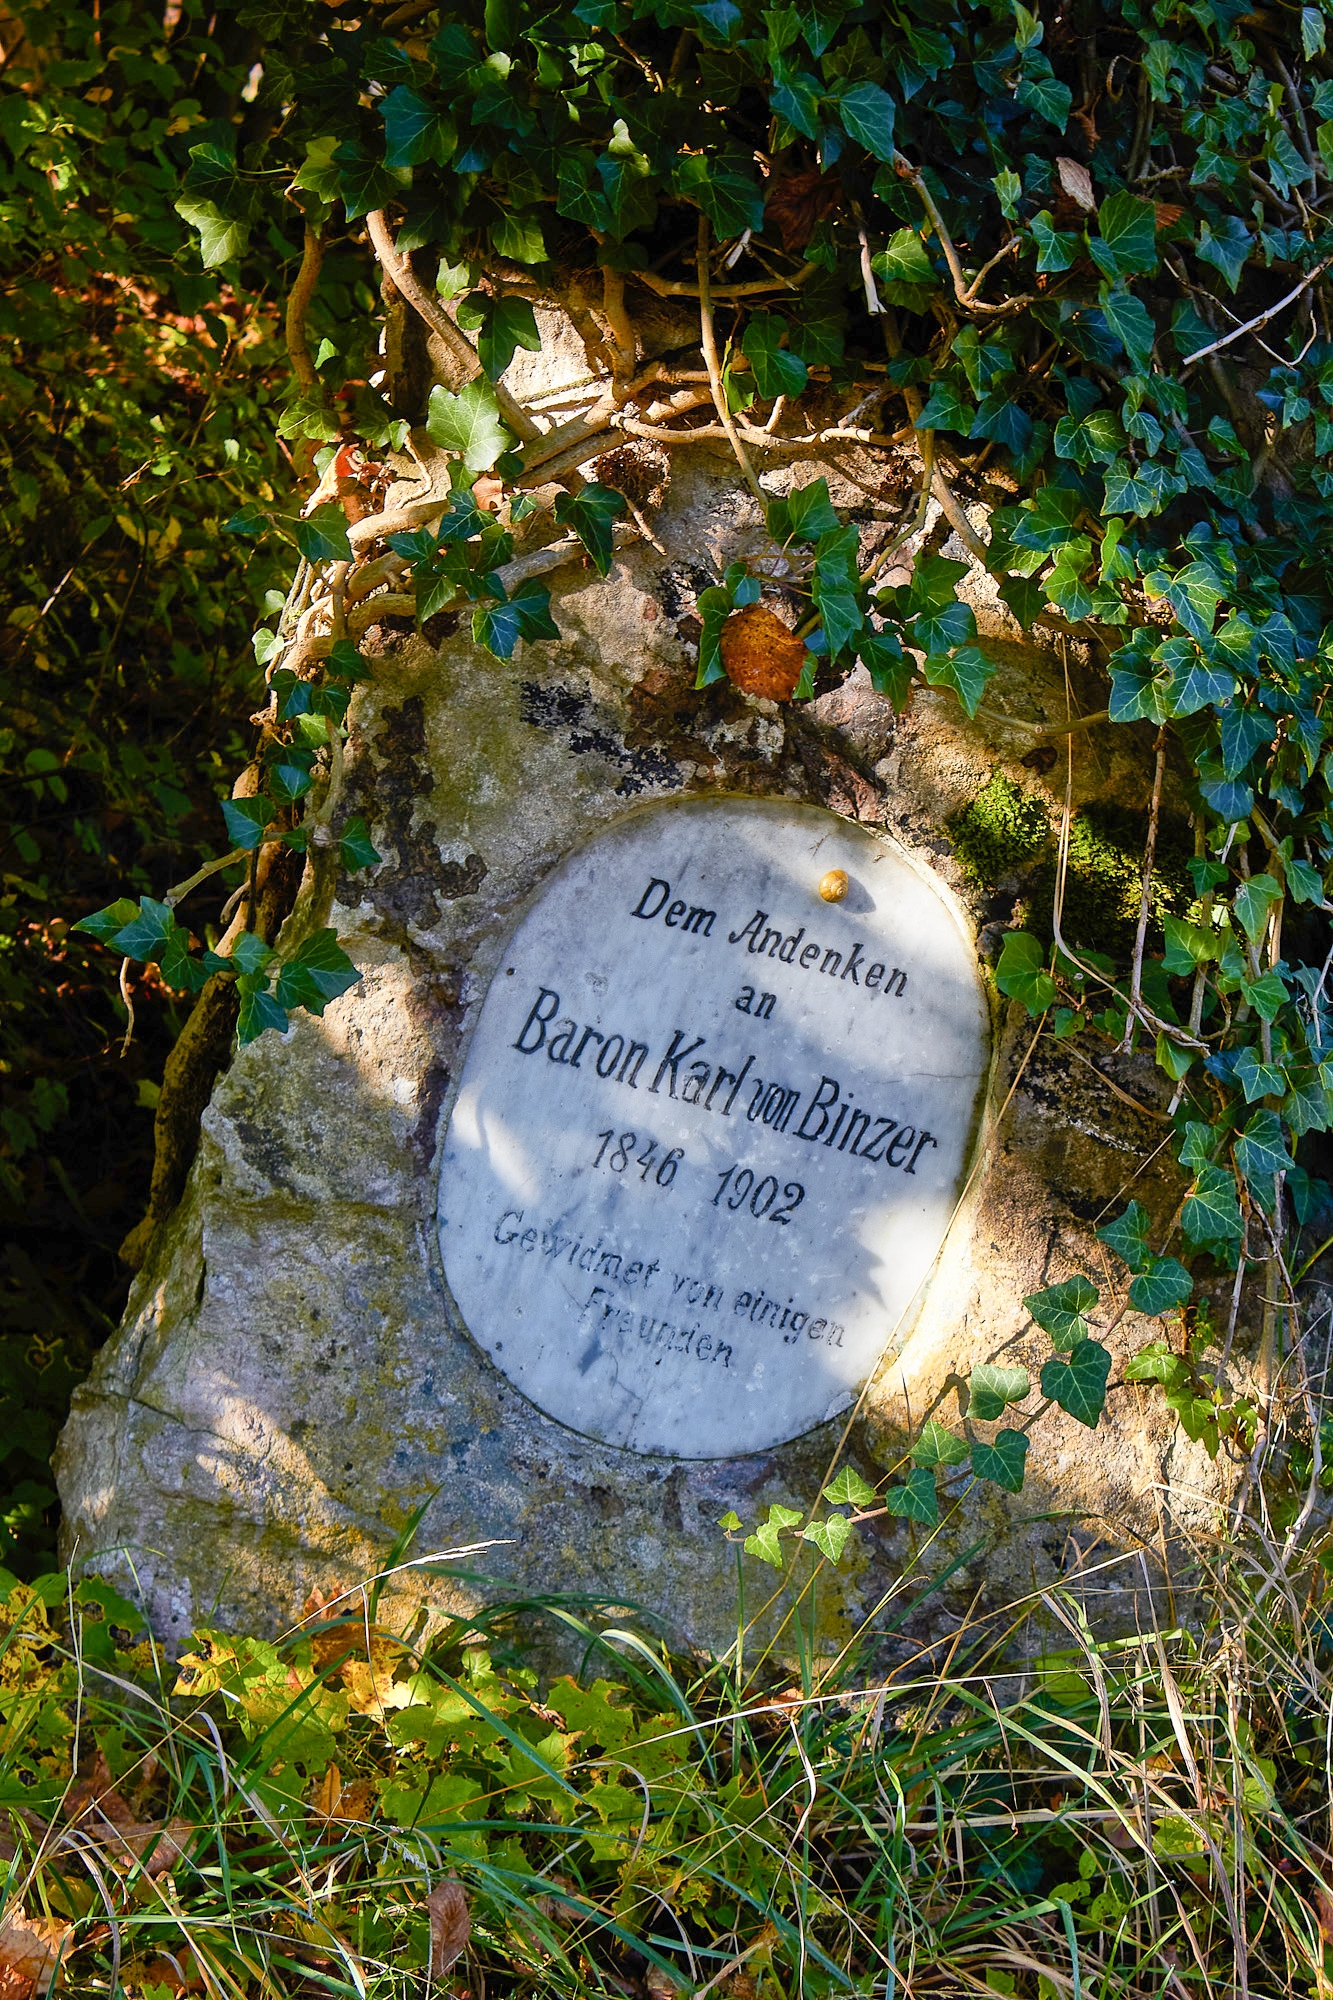 Dem Andenken
an
Baron Karl von Binzer
1846 1902
Gewidmet von einigen
Freunden